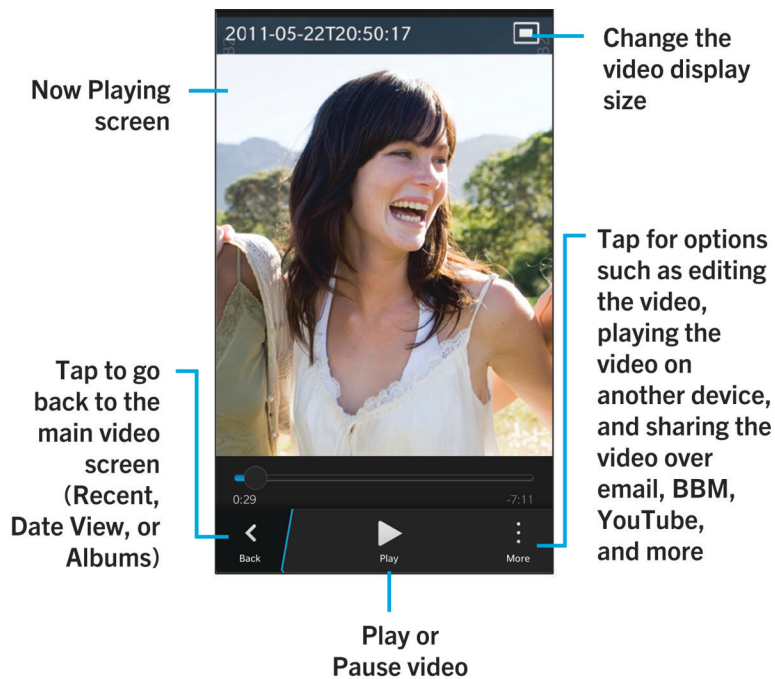 2011-05-22T20:50:17
Change the
video display
size
Now Playing
screen
Tap for options
such as editing
the video,
playing the
video on
another device,
and sharing the
video over
email, BBM,
YouTube,
and more
Tap to go
back to the
main video
screen
(Recent,
Date View, or
Albums)
0:29
-7:11
Back
Play
More
Play or
Pause video